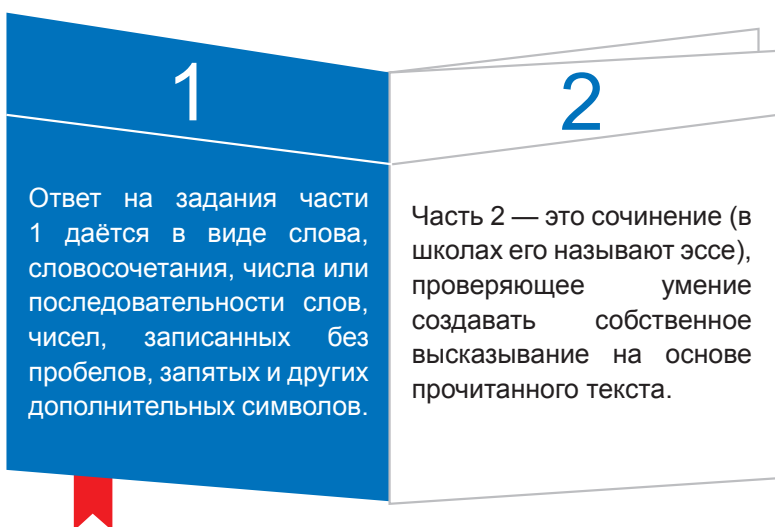 1
Ответ на задания части
1 даётся в виде слова,
словосочетания, числа или
последовательности слов,
чисел, записанных без
пробелов, запятых и других
дополнительных символов.
2
Часть 2 — это сочинение (в
школах его называют эссе),
проверяющее умение
создавать собственное
высказывание на основе
прочитанного текста.